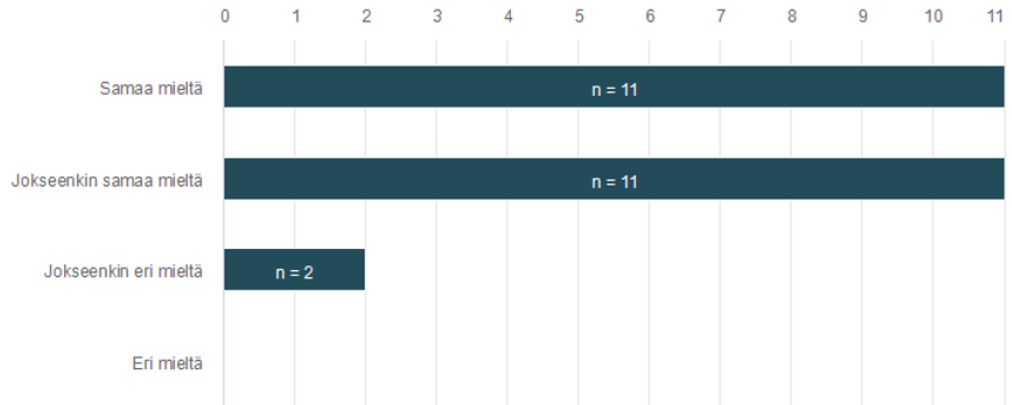 0 1 2 3 4 5 6 7 8 9 10 11
Samaa mieltä n = 11
Jokseenkin samaa mieltä n = 11
Jokseenkin eri mieltä n = 2
Eri mieltä